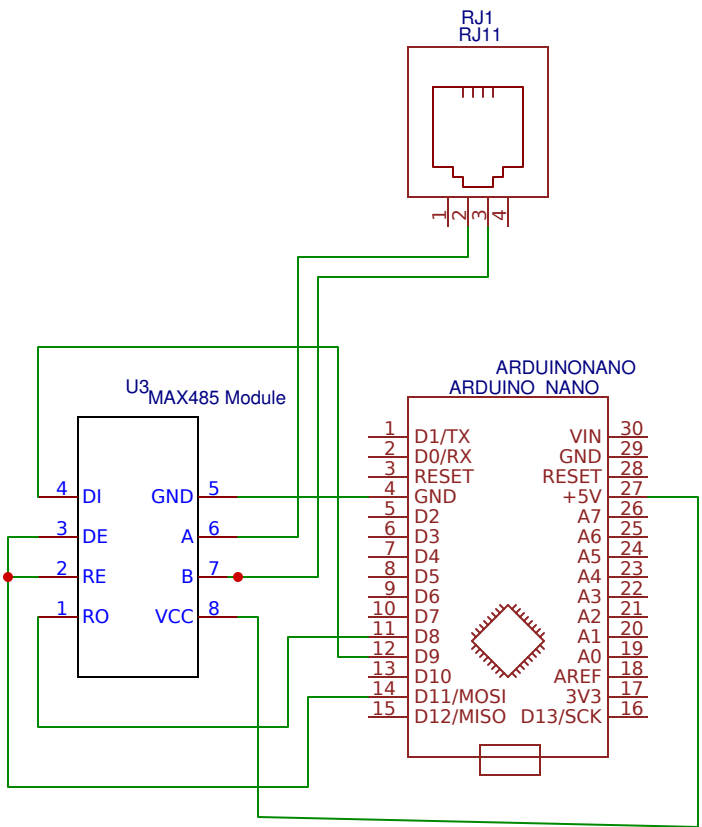 RJ1
RJ11
1 2 3 4
ARDUINONANO
ARDUINO NANO
U3
MAX485 Module
4 DI
3 DE
2 RE
1 RO
GND 5
A 6
B 7
VCC 8
1 D1/TX
2 D0/RX
3 RESET
4 GND
5 D2
6 D3
7 D4
8 D5
9 D6
10 D7
11 D8
12 D9
13 D10
14 D11/MOSI
15 D12/MISO
VIN 30
GND 29
RESET 28
+5V 27
A7 26
A6 25
A5 24
A4 23
A3 22
A2 21
A1 20
A0 19
AREF 18
3V3 17
D13/SCK 16